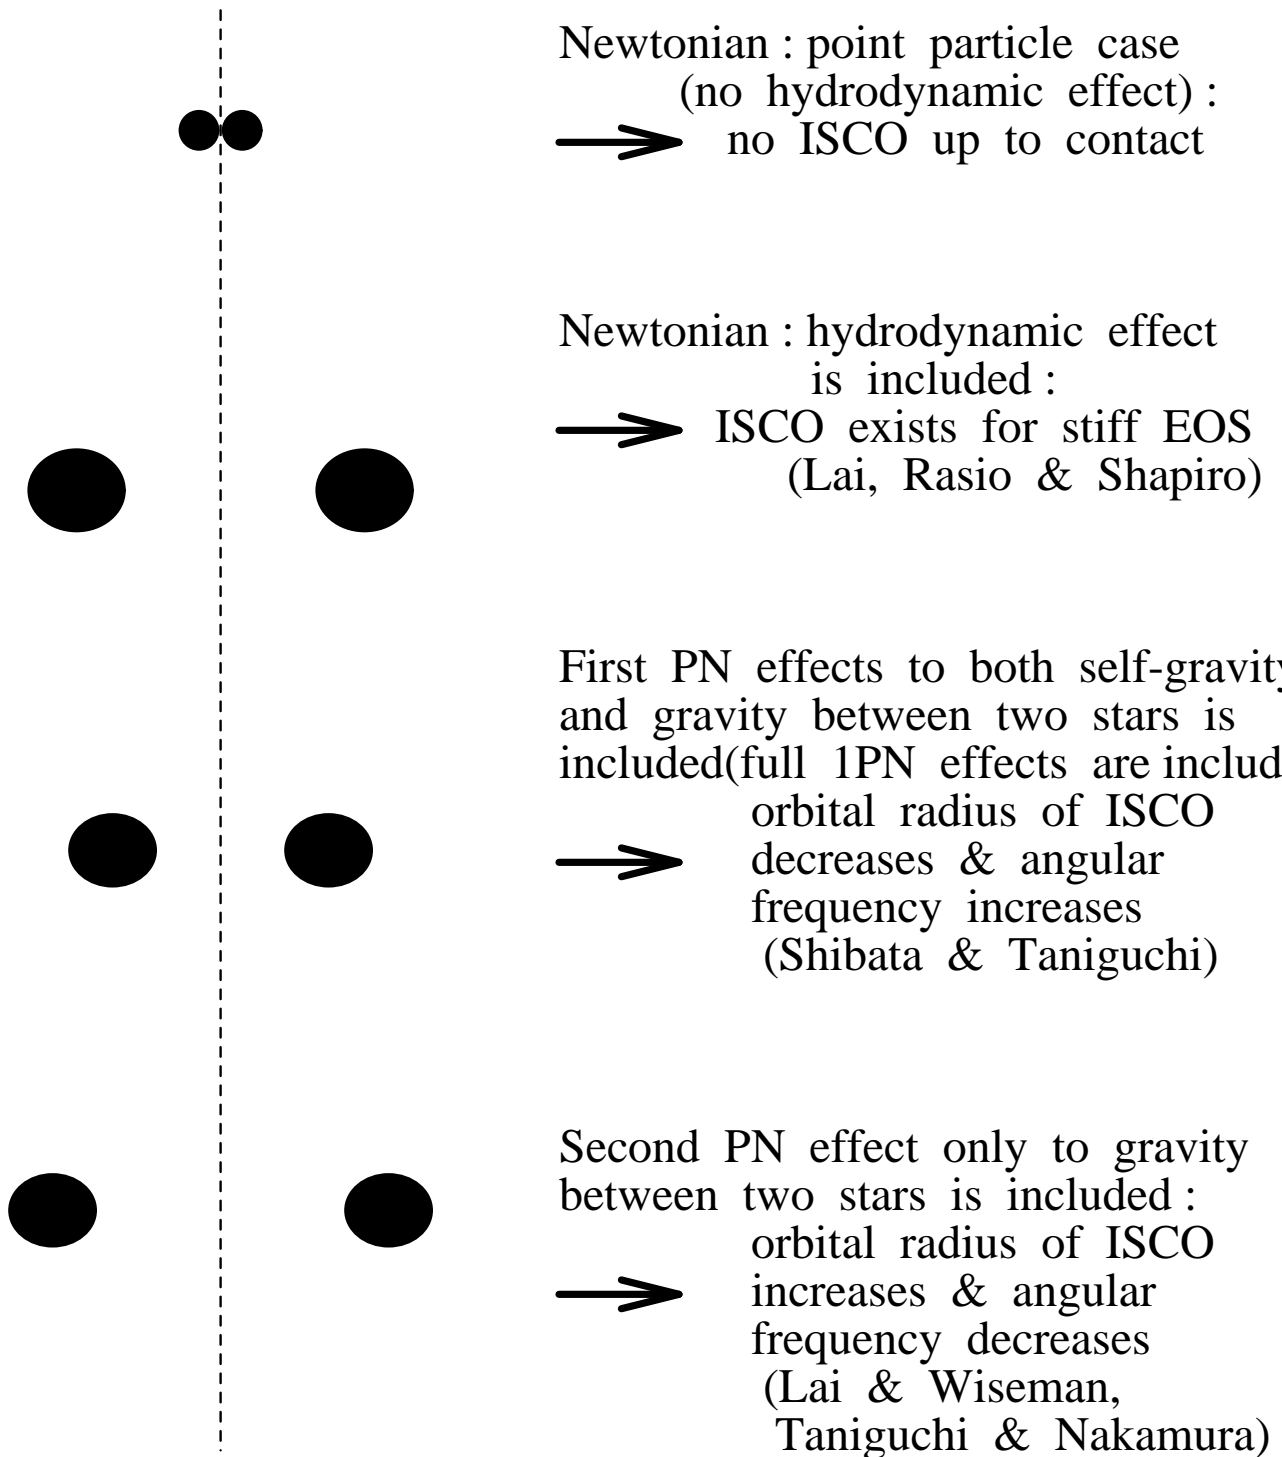 Newtonian : point particle case
(no hydrodynamic effect) :
no ISCO up to contact
Newtonian : hydrodynamic effect
is included :
ISCO exists for stiff EOS
(Lai, Rasio & Shapiro)
First PN effects to both self-gravity
and gravity between two stars is
included(full 1PN effects are includ
orbital radius of ISCO
decreases & angular
frequency increases
(Shibata & Taniguchi)
Second PN effect only to gravity
between two stars is included :
orbital radius of ISCO
increases & angular
frequency decreases
(Lai & Wiseman,
Taniguchi & Nakamura)